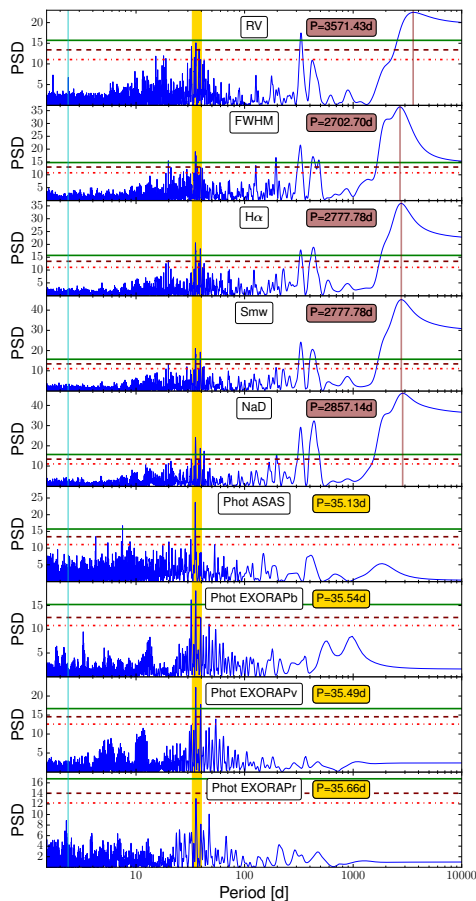 PSD
20
15
10
5
RV
P=3571.43d
PSD
35
30
25
20
15
10
5
FWHM
P=2702.70d
PSD
35
30
25
20
15
10
5
Hα
P=2777.78d
PSD
40
30
20
10
Smw
P=2777.78d
PSD
40
30
20
10
NaD
P=2857.14d
PSD
25
20
15
10
5
Phot ASAS
P=35.13d
PSD
15
10
5
Phot EXORAPb
P=35.54d
PSD
20
15
10
5
Phot EXORAPv
P=35.49d
PSD
16
14
12
10
8
6
4
2
Phot EXORAPr
P=35.66d
10 100 1000 10000
Period [d]